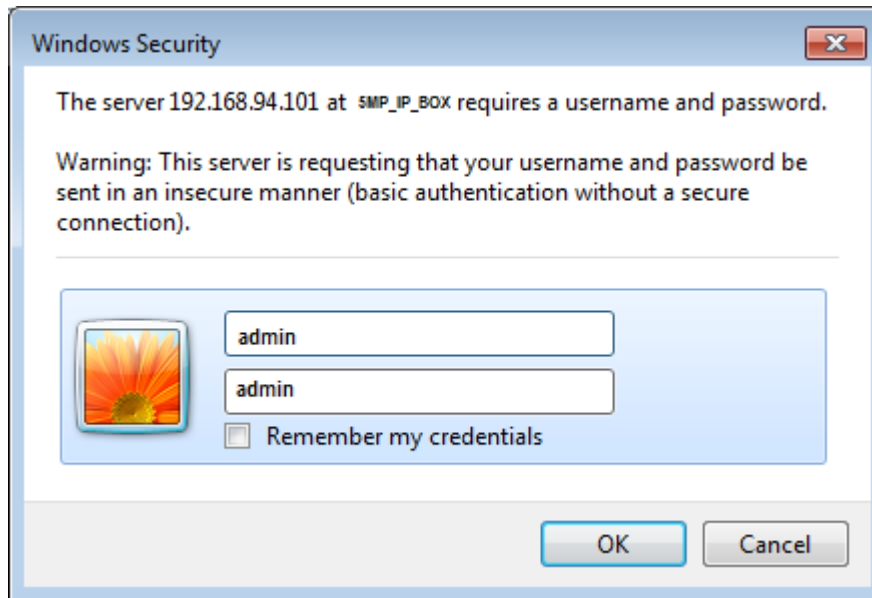 Windows Security
The server 192.168.94.101 at 5MP_IP_BOX requires a username and password.
Warning: This server is requesting that your username and password be
sent in an insecure manner (basic authentication without a secure
connection).
admin
admin
Remember my credentials
OK
Cancel